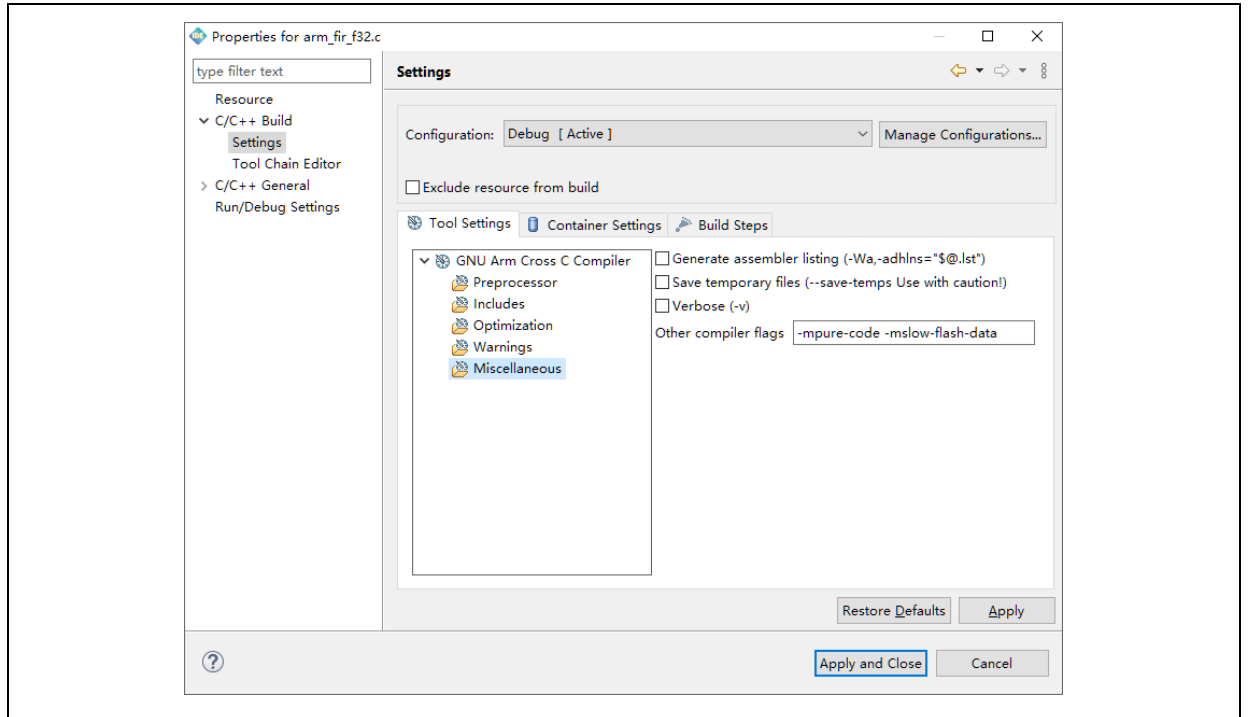 Properties for arm_fir_f32.c
type filter text
Resource
C/C++ Build
Settings
Tool Chain Editor
C/C++ General
Run/Debug Settings
Settings
Configuration: Debug [ Active ] Manage Configurations...
Exclude resource from build
Tool Settings Container Settings Build Steps
GNU Arm Cross C Compiler
Preprocessor
Includes
Optimization
Warnings
Miscellaneous
Generate assembler listing (-Wa,-adhlns="$@.lst")
Save temporary files (--save-temps Use with caution!)
Verbose (-v)
Other compiler flags -mpure-code -mslow-flash-data
Restore Defaults Apply
? Apply and Close Cancel